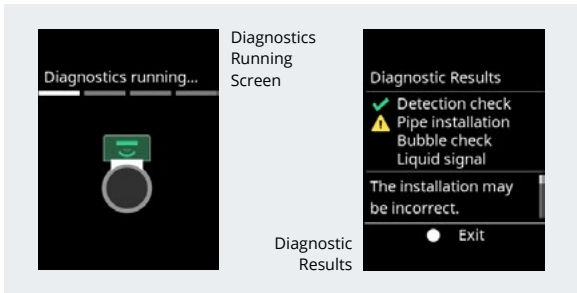 Diagnostics running...
Diagnostics
Running
Screen
Diagnostic Results
Detection check
Pipe installation
Bubble check
Liquid signal
The installation may
be incorrect.
Exit
Diagnostic
Results